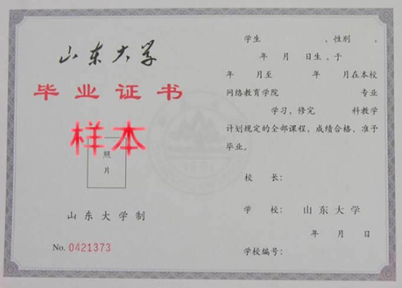 山东大学
毕业证书
样本
照
片
山东大学制
No. 0421373
学生 、性别 ,
年 月 日生,于
年 月至 年 月在本校
网络教育学院 专业
学习,修完 科教学
计划规定的全部课程,成绩合格,准予
毕业。
校 长:
学 校: 山东大学
年 月 日
学校编号: